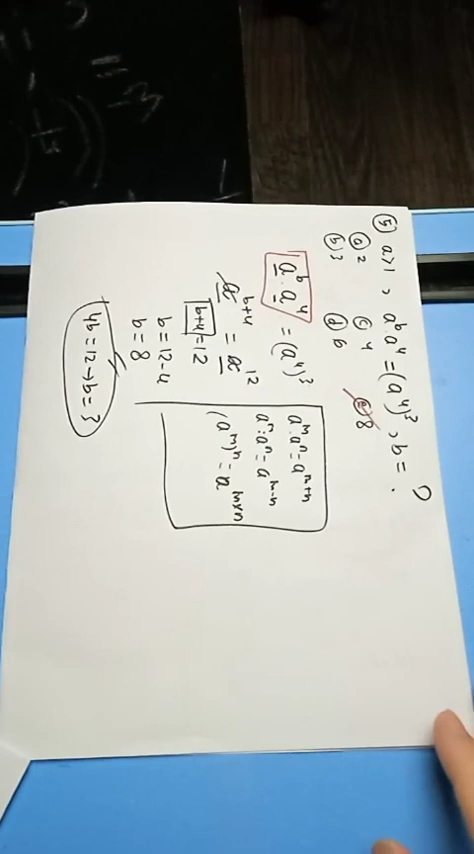 ⑤ a>1, a^b.a^4=(a^4)^3, b=?
ⓐ 2 ⓒ 4 ⓔ 8
ⓑ 3 ⓓ 6
a^b.a^4 = (a^4)^3
a^{b+4} = a^{12}
b+4=12
b=12-4
b=8
4b=12→b=3
a^m.a^n=a^{m+n}
a^m:a^n=a^{m-n}
(a^m)^n=a^{m×n}